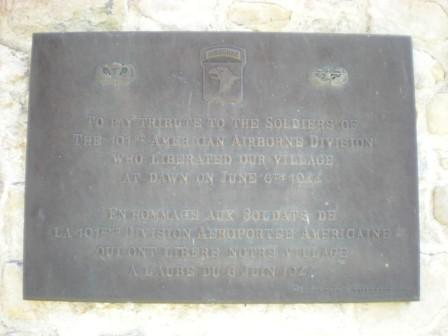 AIRBORNE
TO PAY TRIBUTE TO THE SOLDIERS OF
THE 101ST AMERICAN AIRBORNE DIVISION
WHO LIBERATED OUR VILLAGE
AT DAWN ON JUNE 6TH 1944
EN HOMMAGE AUX SOLDATS DE
LA 101EME DIVISION AEROPORTEE AMERICAINE
QUI ONT LIBERE NOTRE VILLAGE
A L'AUBE DU 6 JUIN 1944